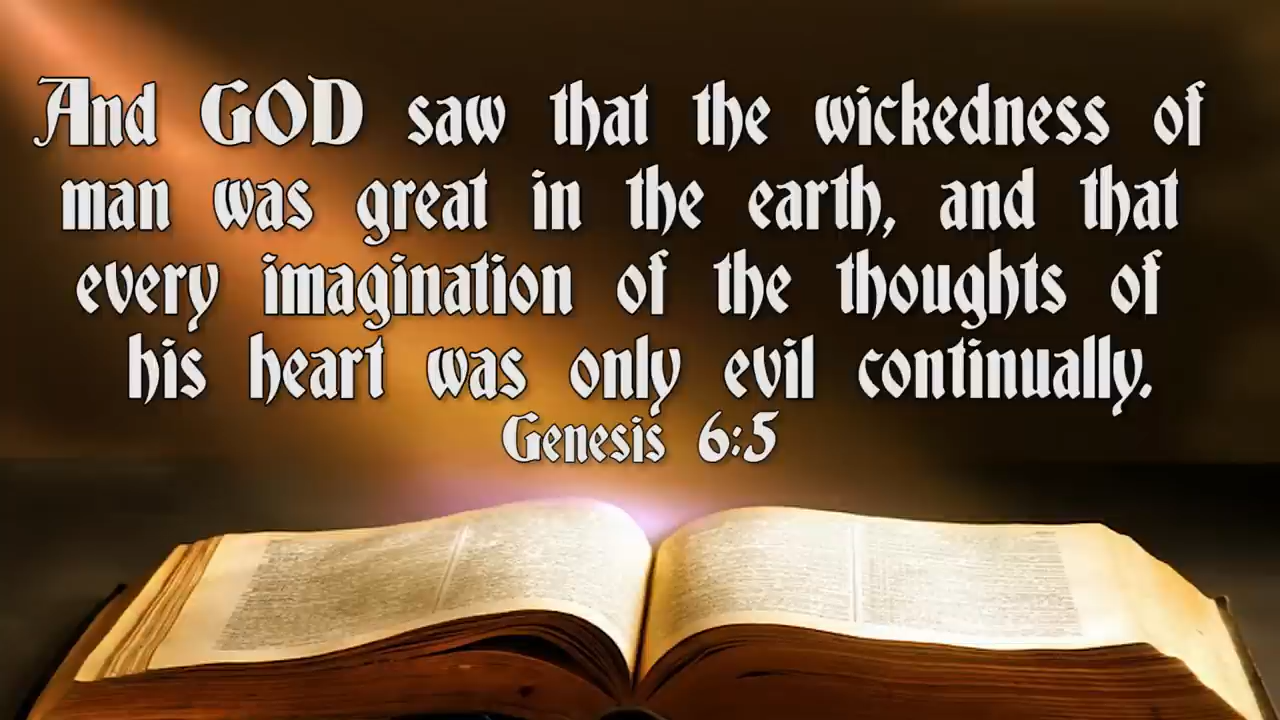 And GOD saw that the wickedness of
man was great in the earth, and that
every imagination of the thoughts of
his heart was only evil continually.
Genesis 6:5